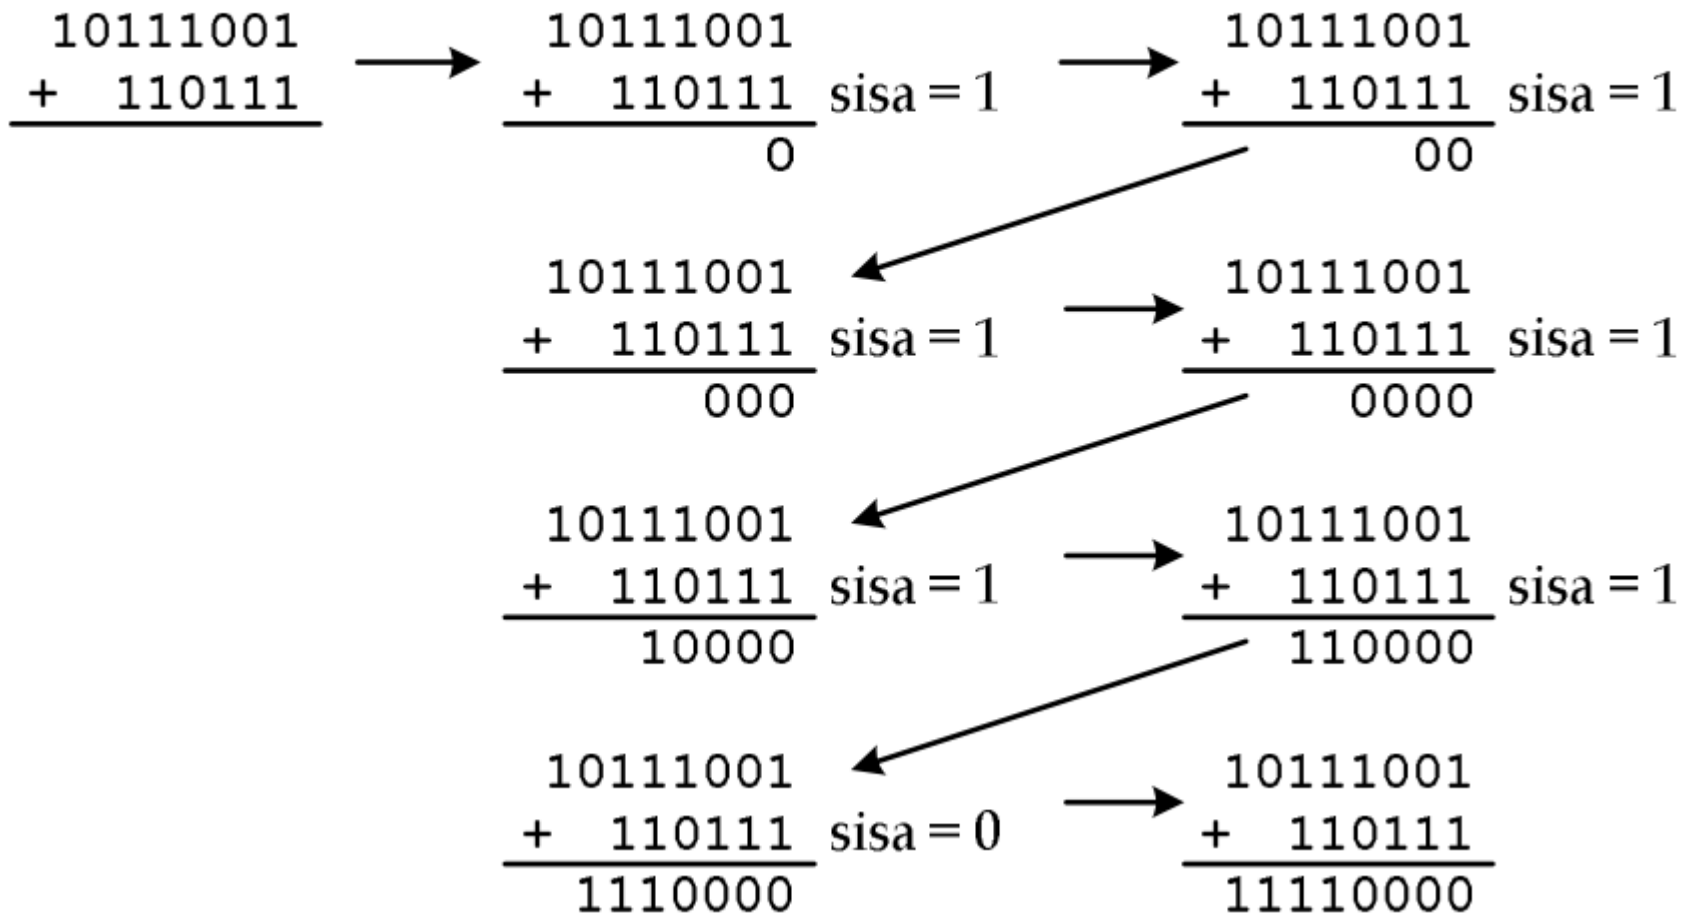 10111001 10111001 10111001
+ 110111 + 110111 sisa = 1 + 110111 sisa = 1
0 00
10111001 10111001
+ 110111 sisa = 1 + 110111 sisa = 1
000 0000
10111001 10111001
+ 110111 sisa = 1 + 110111 sisa = 1
10000 110000
10111001 10111001
+ 110111 sisa = 0 + 110111
1110000 11110000